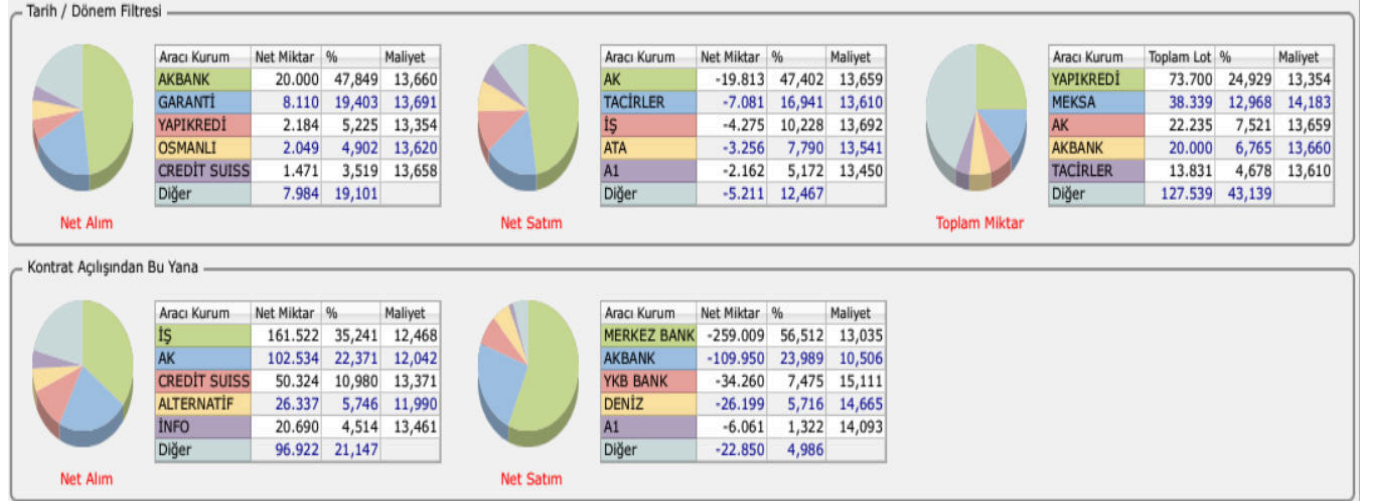 Tarih / Dönem Filtresi
Aracı Kurum Net Miktar % Maliyet
AKBANK 20.000 47,849 13,660
GARANTİ 8.110 19,403 13,691
YAPIKREDİ 2.184 5,225 13,354
OSMANLI 2.049 4,902 13,620
CREDİT SUISS 1.471 3,519 13,658
Diğer 7.984 19,101
Net Alım
Aracı Kurum Net Miktar % Maliyet
AK -19.813 47,402 13,659
TACİRLER -7.081 16,941 13,610
İŞ -4.275 10,228 13,692
ATA -3.256 7,790 13,541
A1 -2.162 5,172 13,450
Diğer -5.211 12,467
Net Satım
Aracı Kurum Toplam Lot % Maliyet
YAPIKREDİ 73.700 24,929 13,354
MEKSA 38.339 12,968 14,183
AK 22.235 7,521 13,659
AKBANK 20.000 6,765 13,660
TACİRLER 13.831 4,678 13,610
Diğer 127.539 43,139
Toplam Miktar
Kontrat Açılışından Bu Yana
Aracı Kurum Net Miktar % Maliyet
İŞ 161.522 35,241 12,468
AK 102.534 22,371 12,042
CREDİT SUISS 50.324 10,980 13,371
ALTERNATİF 26.337 5,746 11,990
İNFO 20.690 4,514 13,461
Diğer 96.922 21,147
Net Alım
Aracı Kurum Net Miktar % Maliyet
MERKEZ BANK -259.009 56,512 13,035
AKBANK -109.950 23,989 10,506
YKB BANK -34.260 7,475 15,111
DENİZ -26.199 5,716 14,665
A1 -6.061 1,322 14,093
Diğer -22.850 4,986
Net Satım